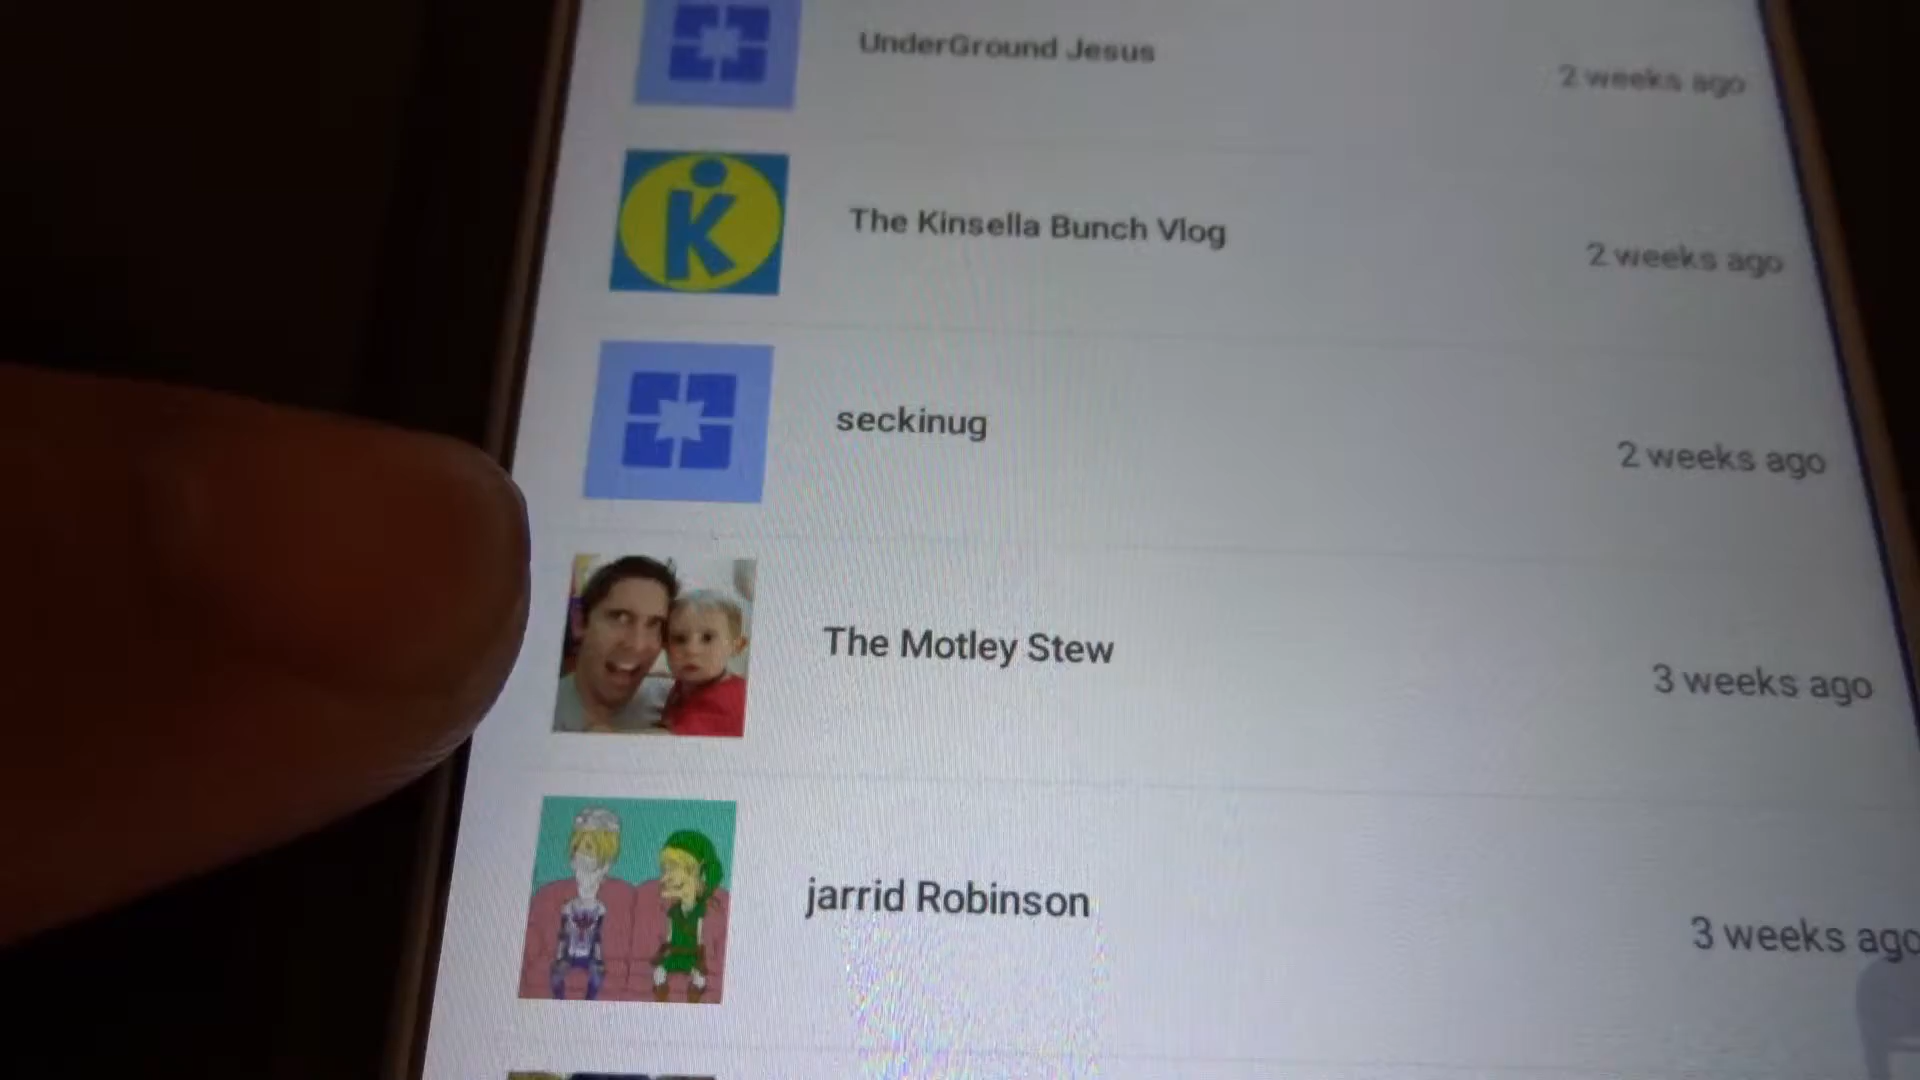 UnderGround Jesus
2 weeks ago
K
The Kinsella Bunch Vlog
2 weeks ago
seckinug
2 weeks ago
The Motley Stew
3 weeks ago
jarrid Robinson
3 weeks ago